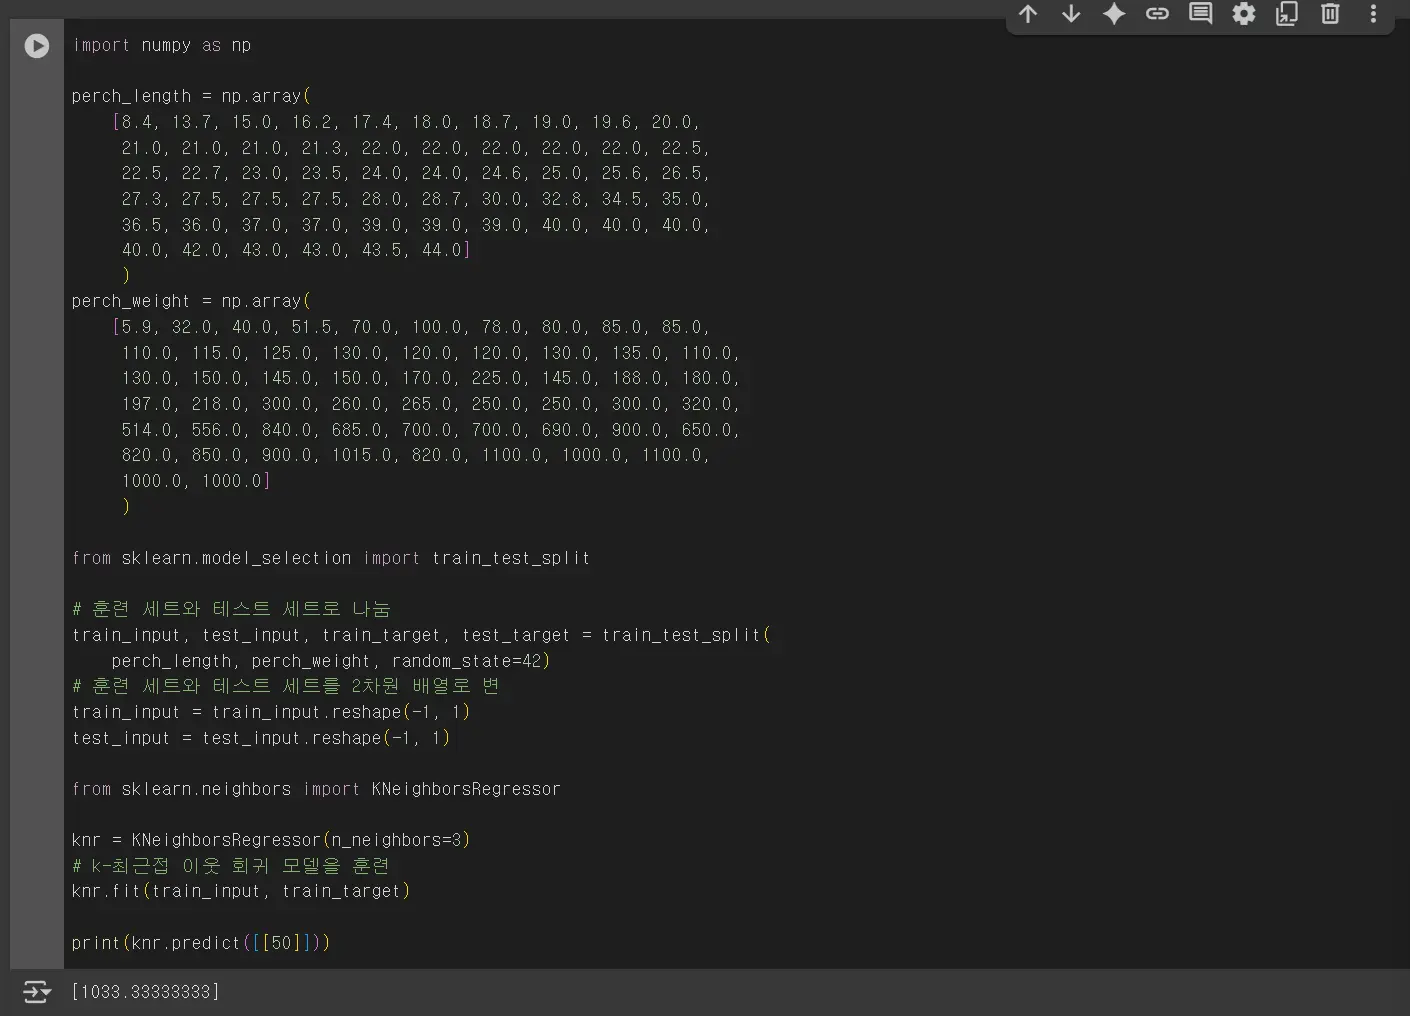 import numpy as np
perch_length = np.array(
[8.4, 13.7, 15.0, 16.2, 17.4, 18.0, 18.7, 19.0, 19.6, 20.0,
21.0, 21.0, 21.0, 21.3, 22.0, 22.0, 22.0, 22.0, 22.0, 22.5,
22.5, 22.7, 23.0, 23.5, 24.0, 24.0, 24.6, 25.0, 25.6, 26.5,
27.3, 27.5, 27.5, 27.5, 28.0, 28.7, 30.0, 32.8, 34.5, 35.0,
36.5, 36.0, 37.0, 37.0, 39.0, 39.0, 39.0, 40.0, 40.0, 40.0,
40.0, 42.0, 43.0, 43.0, 43.5, 44.0]
)
perch_weight = np.array(
[5.9, 32.0, 40.0, 51.5, 70.0, 100.0, 78.0, 80.0, 85.0, 85.0,
110.0, 115.0, 125.0, 130.0, 120.0, 120.0, 130.0, 135.0, 110.0,
130.0, 150.0, 145.0, 150.0, 170.0, 225.0, 145.0, 188.0, 180.0,
197.0, 218.0, 300.0, 260.0, 265.0, 250.0, 250.0, 300.0, 320.0,
514.0, 556.0, 840.0, 685.0, 700.0, 700.0, 690.0, 900.0, 650.0,
820.0, 850.0, 900.0, 1015.0, 820.0, 1100.0, 1000.0, 1100.0,
1000.0, 1000.0]
)
from sklearn.model_selection import train_test_split
# 훈련 세트와 테스트 세트로 나눔
train_input, test_input, train_target, test_target = train_test_split(
perch_length, perch_weight, random_state=42)
# 훈련 세트와 테스트 세트를 2차원 배열로 변
train_input = train_input.reshape(-1, 1)
test_input = test_input.reshape(-1, 1)
from sklearn.neighbors import KNeighborsRegressor
knr = KNeighborsRegressor(n_neighbors=3)
# k-최근접 이웃 회귀 모델을 훈련
knr.fit(train_input, train_target)
print(knr.predict([[50]]))
[1033.33333333]